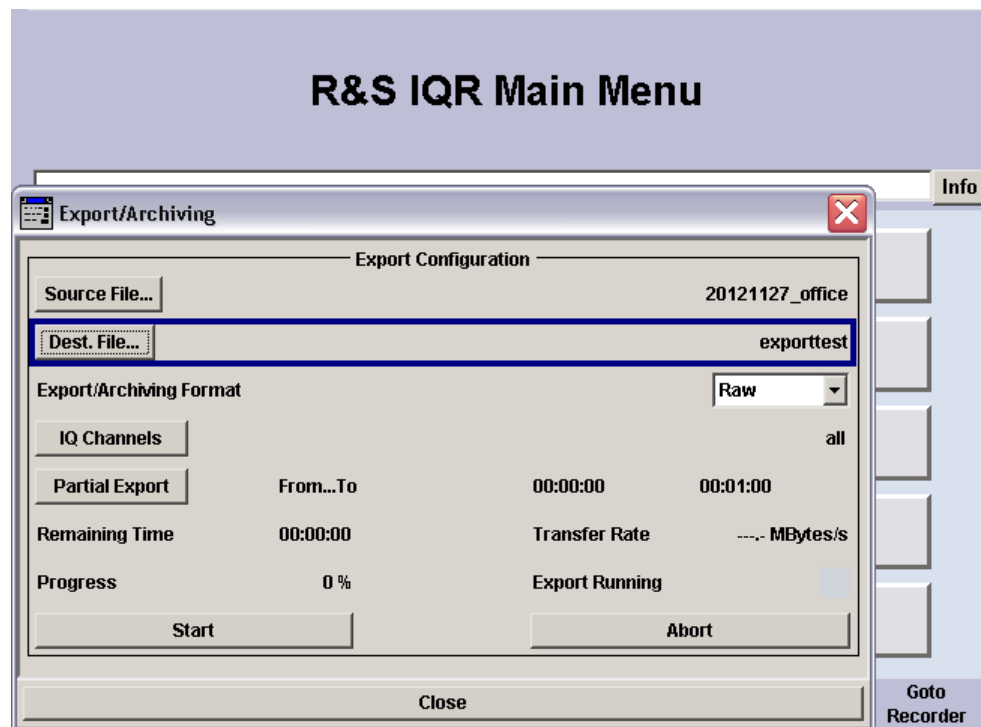 R&S IQR Main Menu
Info
Export/Archiving
Export Configuration
Source File... 20121127_office
Dest. File... exporttest
Export/Archiving Format Raw
IQ Channels all
Partial Export From...To 00:00:00 00:01:00
Remaining Time 00:00:00 Transfer Rate ---.- MBytes/s
Progress 0 % Export Running
Start Abort
Close
Goto
Recorder